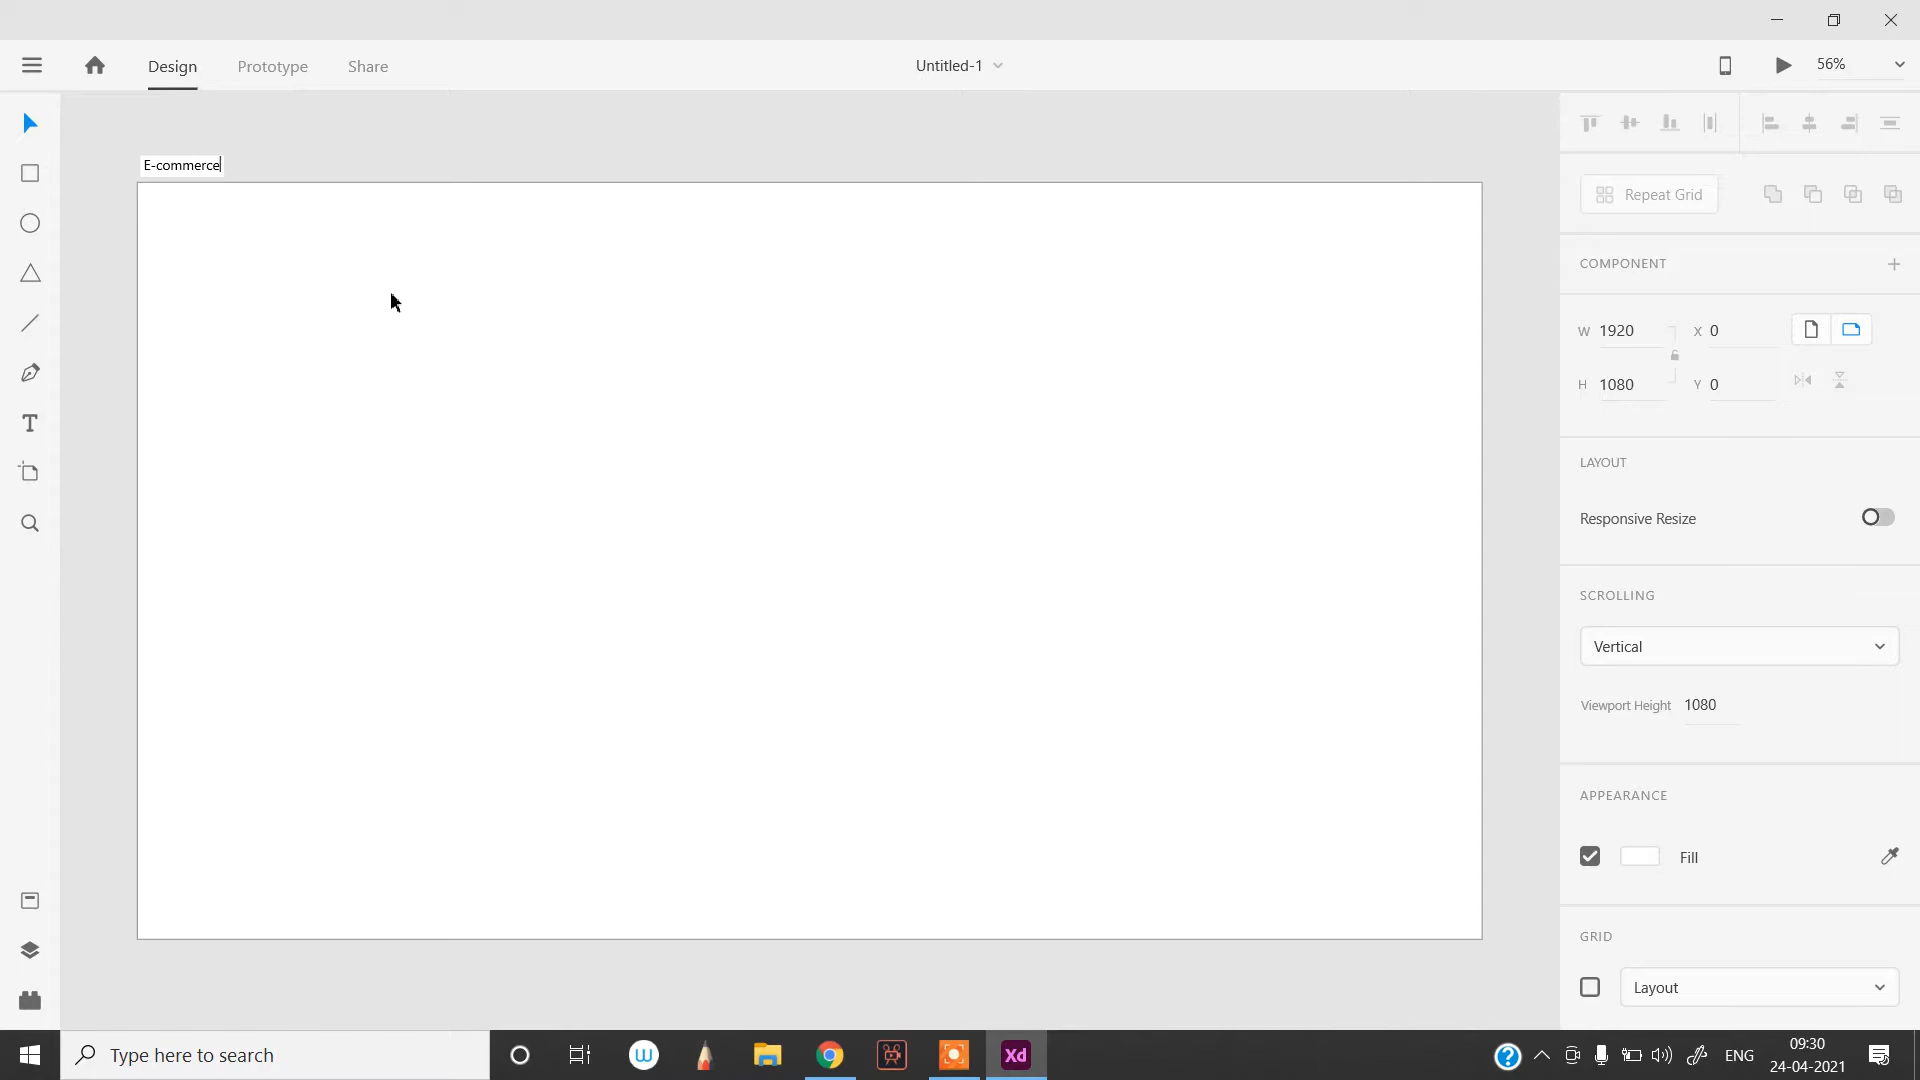 Design
Prototype
Share
Untitled-1
56%
E-commerce
Repeat Grid
COMPONENT
W 1920
X 0
H 1080
Y 0
LAYOUT
Responsive Resize
SCROLLING
Vertical
Viewport Height 1080
APPEARANCE
Fill
GRID
Layout
T
Type here to search
Xd
ENG
09:30
24-04-2021